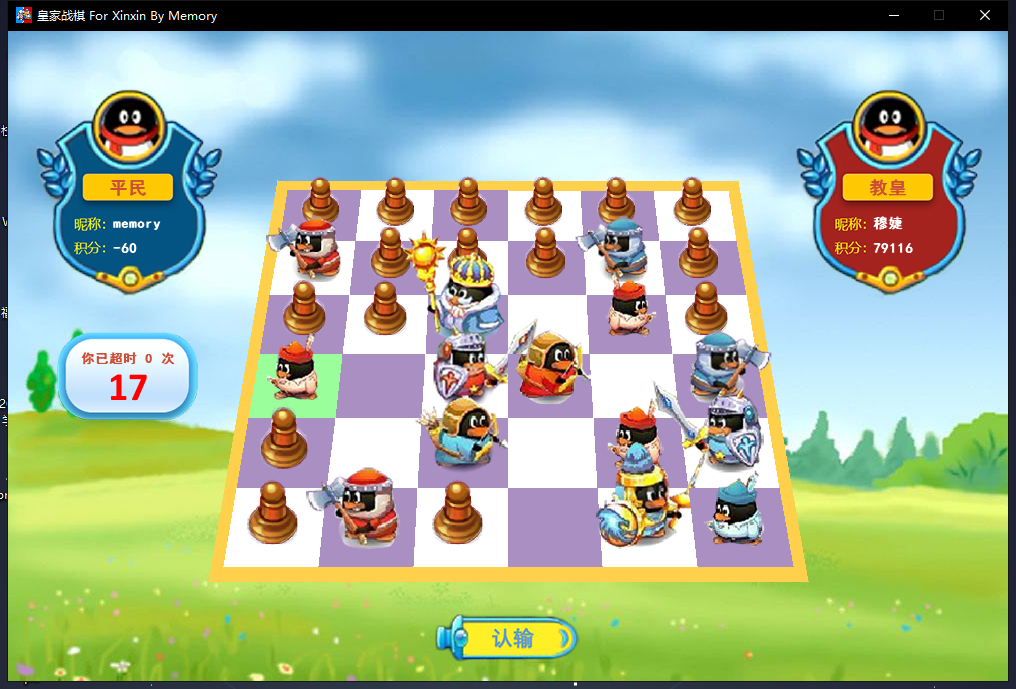 皇家战棋 For Xinxin By Memory
平民
昵称: memory
积分: -60
教皇
昵称: 穆婕
积分: 79116
你已超时 0 次
17
认输